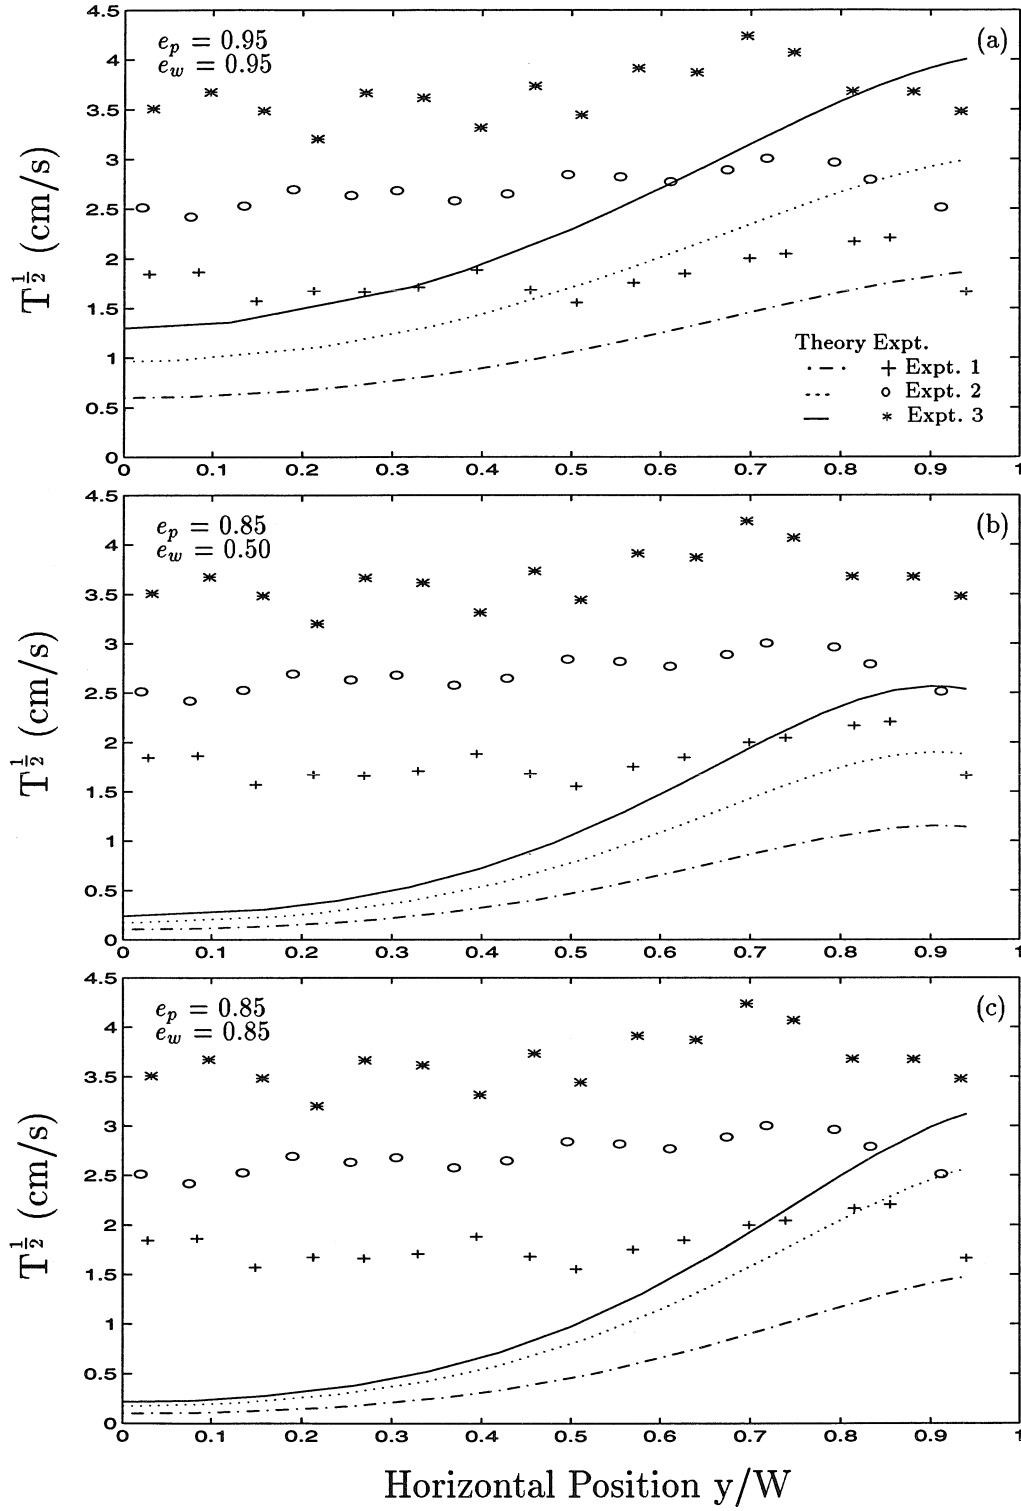 4.5
4
3.5
3
2.5
2
1.5
1
0.5
0
T^{1/2} (cm/s)
e_p = 0.95
e_w = 0.95
(a)
Theory Expt.
+ Expt. 1
o Expt. 2
* Expt. 3
0 0.1 0.2 0.3 0.4 0.5 0.6 0.7 0.8 0.9 1
4.5
4
3.5
3
2.5
2
1.5
1
0.5
0
T^{1/2} (cm/s)
e_p = 0.85
e_w = 0.50
(b)
0 0.1 0.2 0.3 0.4 0.5 0.6 0.7 0.8 0.9 1
4.5
4
3.5
3
2.5
2
1.5
1
0.5
0
T^{1/2} (cm/s)
e_p = 0.85
e_w = 0.85
(c)
0 0.1 0.2 0.3 0.4 0.5 0.6 0.7 0.8 0.9 1
Horizontal Position y/W